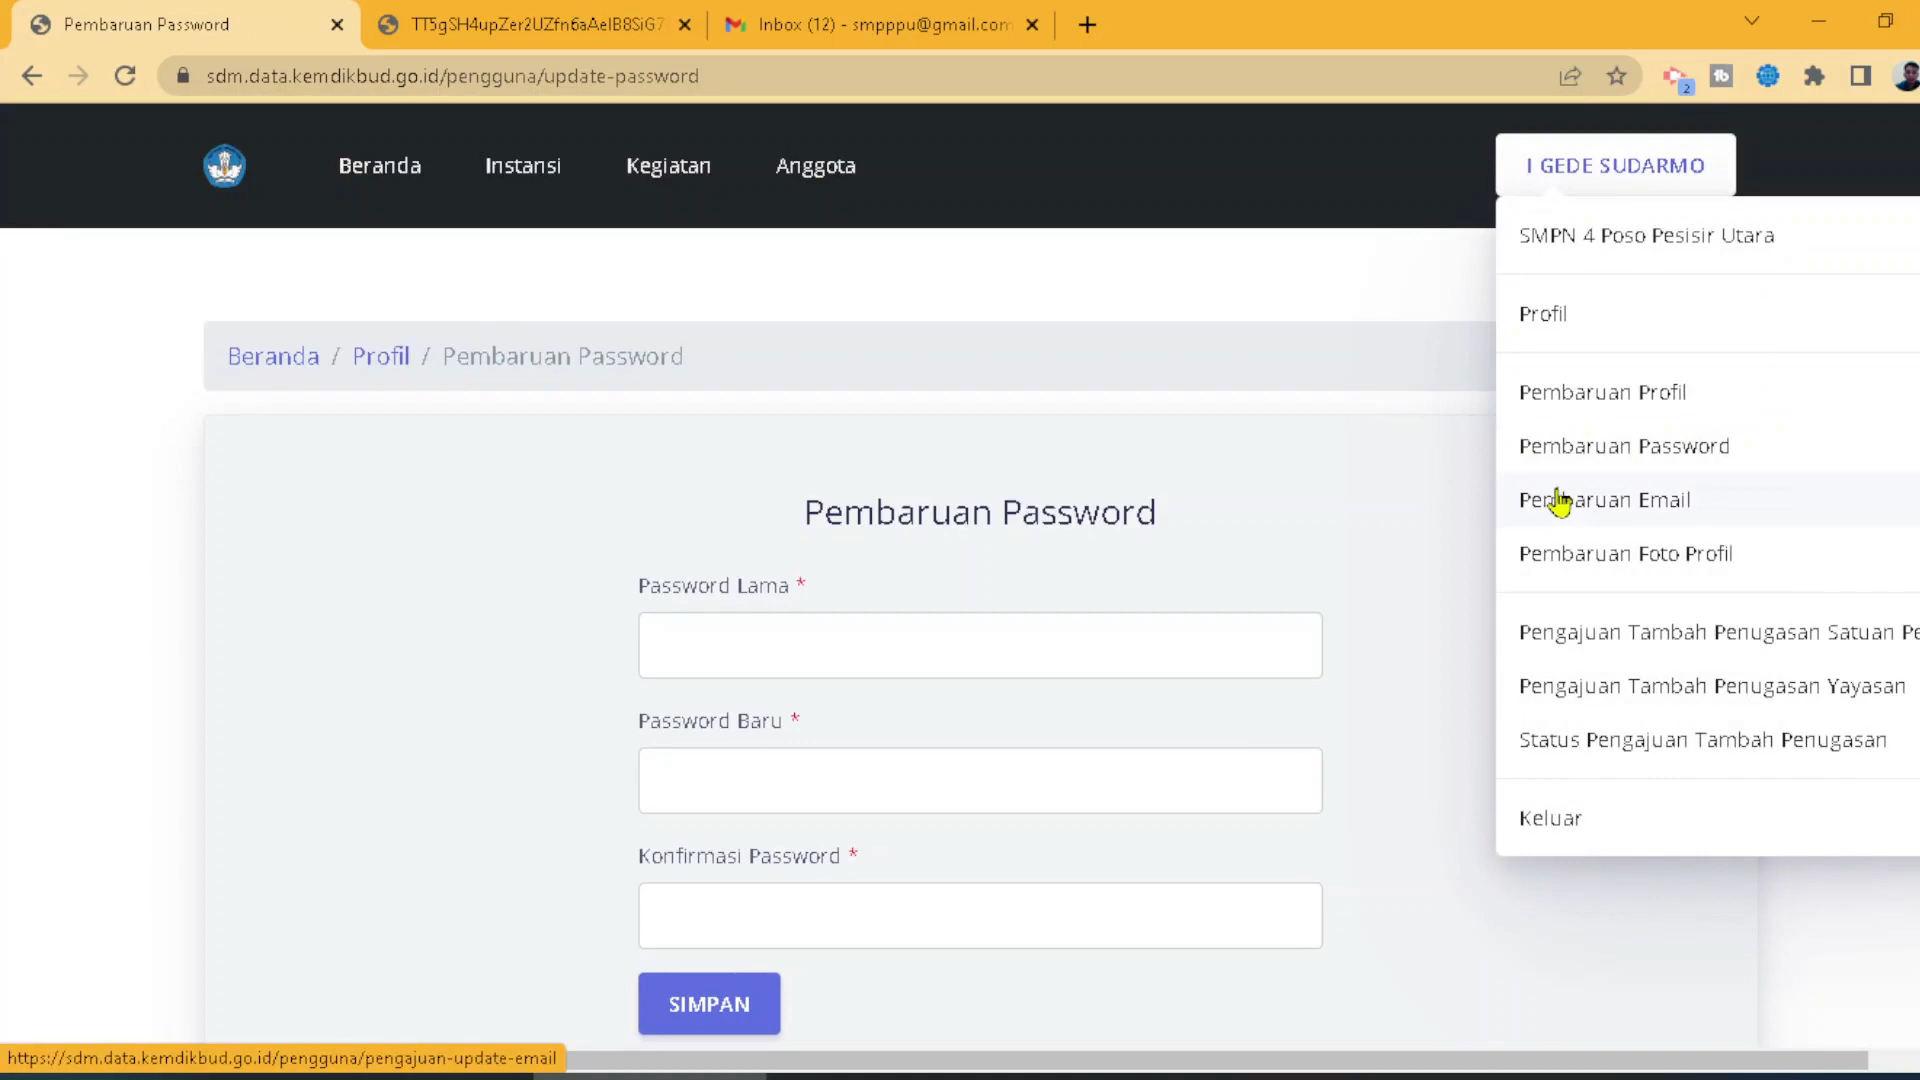 Pembaruan Password
TT5gSH4upZer2UZfn6aAeIB8SiG7
Inbox (12) - smpppu@gmail.com
sdm.data.kemdikbud.go.id/pengguna/update-password
2
Beranda
Instansi
Kegiatan
Anggota
I GEDE SUDARMO
SMPN 4 Poso Pesisir Utara
Profil
Pembaruan Profil
Pembaruan Password
Pembaruan Email
Pembaruan Foto Profil
Pengajuan Tambah Penugasan Satuan Pe
Pengajuan Tambah Penugasan Yayasan
Status Pengajuan Tambah Penugasan
Keluar
Beranda / Profil / Pembaruan Password
Pembaruan Password
Password Lama *
Password Baru *
Konfirmasi Password *
SIMPAN
https://sdm.data.kemdikbud.go.id/pengguna/pengajuan-update-email